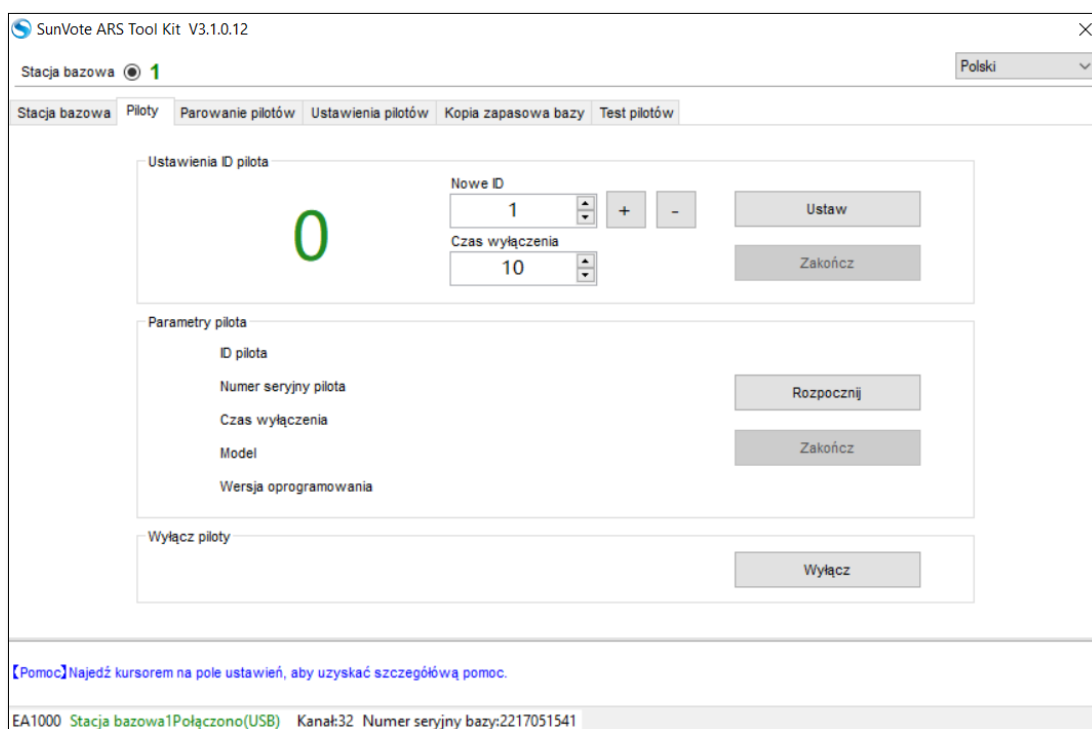 SunVote ARS Tool Kit V3.1.0.12
Stacja bazowa 1
Polski
Stacja bazowa Piloty Parowanie pilotów Ustawienia pilotów Kopia zapasowa bazy Test pilotów
Ustawienia ID pilota
0
Nowe ID
1 + - Ustaw
Czas wyłączenia
10 Zakończ
Parametry pilota
ID pilota
Numer seryjny pilota
Rozpocznij
Czas wyłączenia
Model
Zakończ
Wersja oprogramowania
Wyłącz piloty
Wyłącz
【Pomoc】Najedź kursorem na pole ustawień, aby uzyskać szczegółową pomoc.
EA1000 Stacja bazowa1Połączono(USB) Kanał:32 Numer seryjny bazy:2217051541